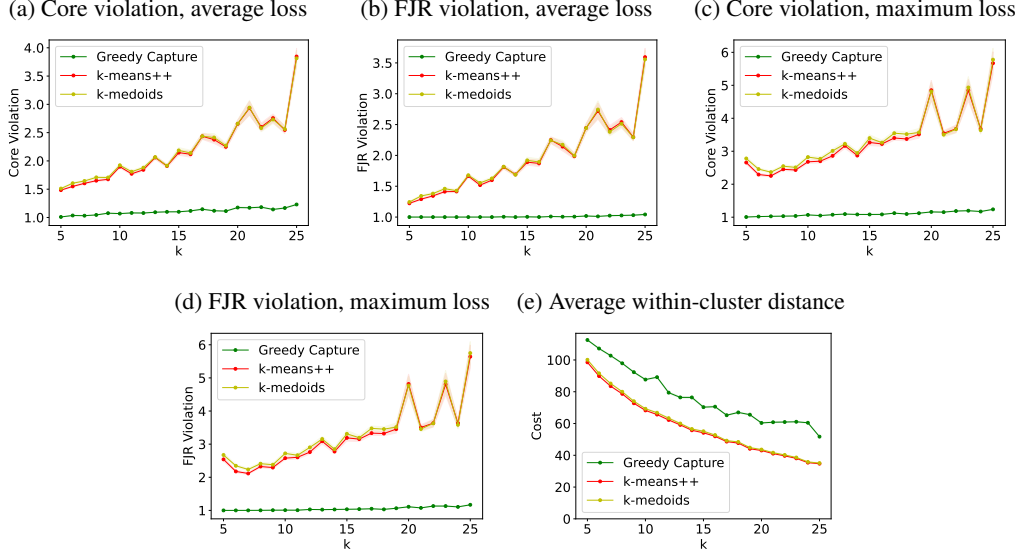 (a) Core violation, average loss
(b) FJR violation, average loss
(c) Core violation, maximum loss
4.0
3.5
3.0
2.5
2.0
1.5
1.0
Core Violation
Greedy Capture
k-means++
k-medoids
5 10 15 20 25
k
3.5
3.0
2.5
2.0
1.5
1.0
FJR Violation
Greedy Capture
k-means++
k-medoids
5 10 15 20 25
k
6
5
4
3
2
1
Core Violation
Greedy Capture
k-means++
k-medoids
5 10 15 20 25
k
(d) FJR violation, maximum loss
(e) Average within-cluster distance
6
5
4
3
2
1
FJR Violation
Greedy Capture
k-means++
k-medoids
5 10 15 20 25
k
100
80
60
40
20
0
Cost
Greedy Capture
k-means++
k-medoids
5 10 15 20 25
k